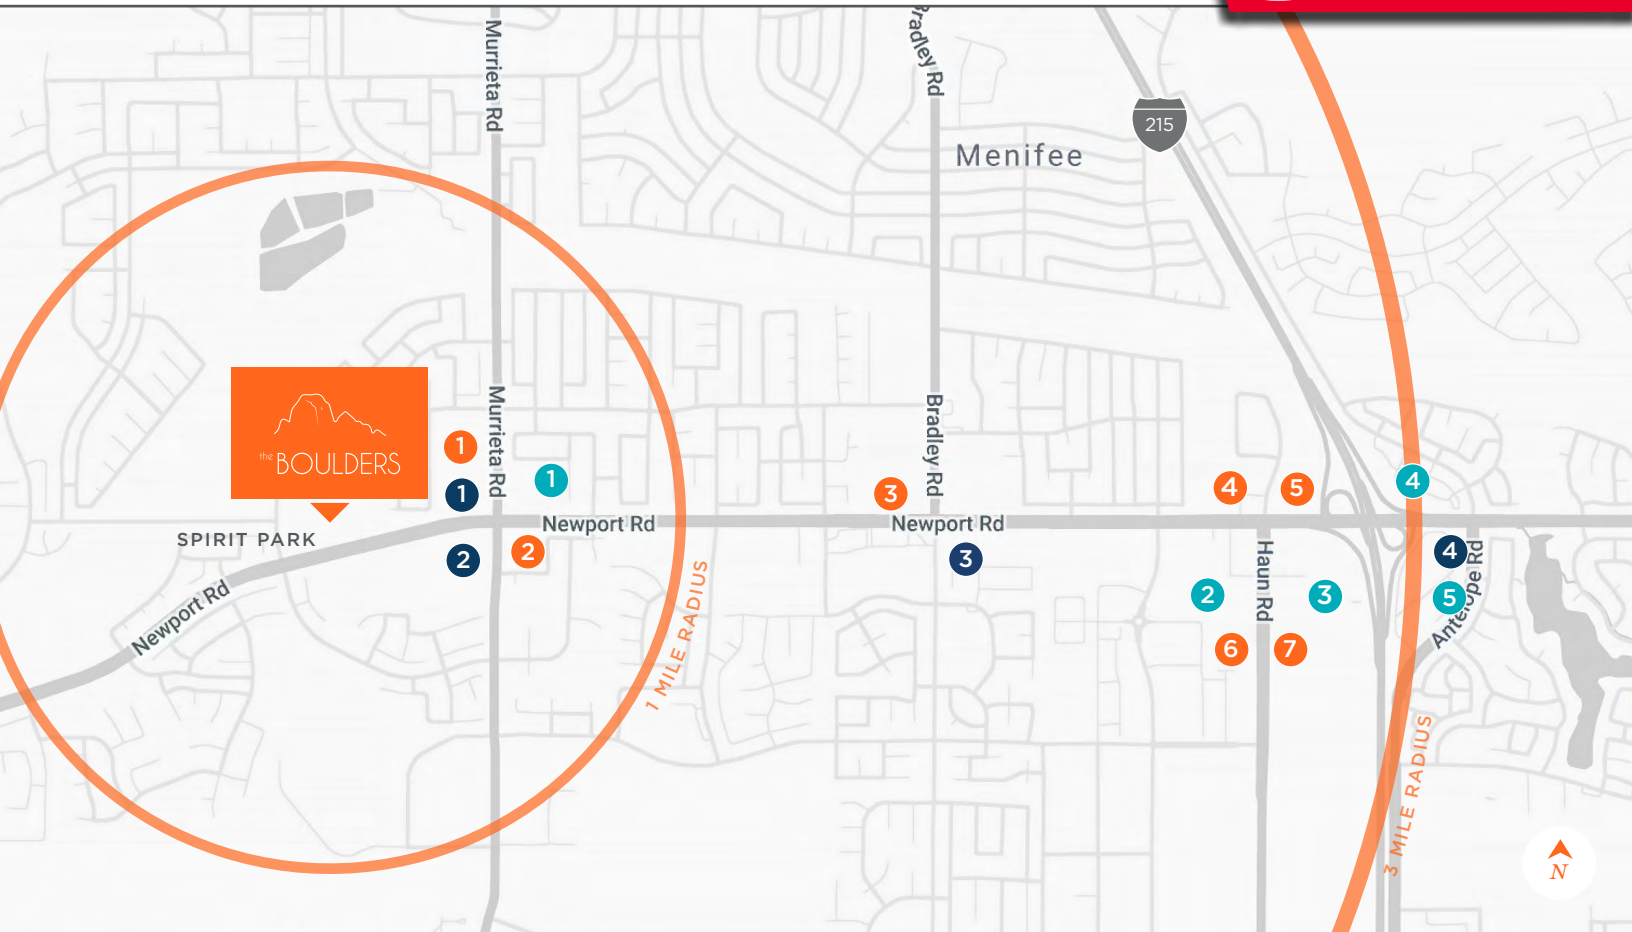 Murrieta Rd
Bradley Rd
215
Menifee
the BOULDERS
Murrieta Rd
Bradley Rd
1
1
1
3
4
5
4
SPIRIT PARK
Newport Rd
Newport Rd
2
2
3
Haun Rd
4
Antelope Rd
Newport Rd
2
3
5
6
7
1 MILE RADIUS
3 MILE RADIUS
N